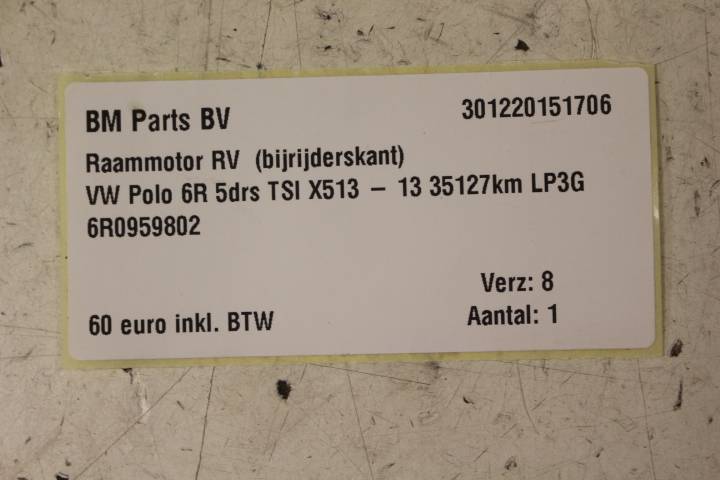 BM Parts BV 301220151706
Raammotor RV (bijrijderskant)
VW Polo 6R 5drs TSI X513 – 13 35127km LP3G
6R0959802
Verz: 8
60 euro inkl. BTW Aantal: 1